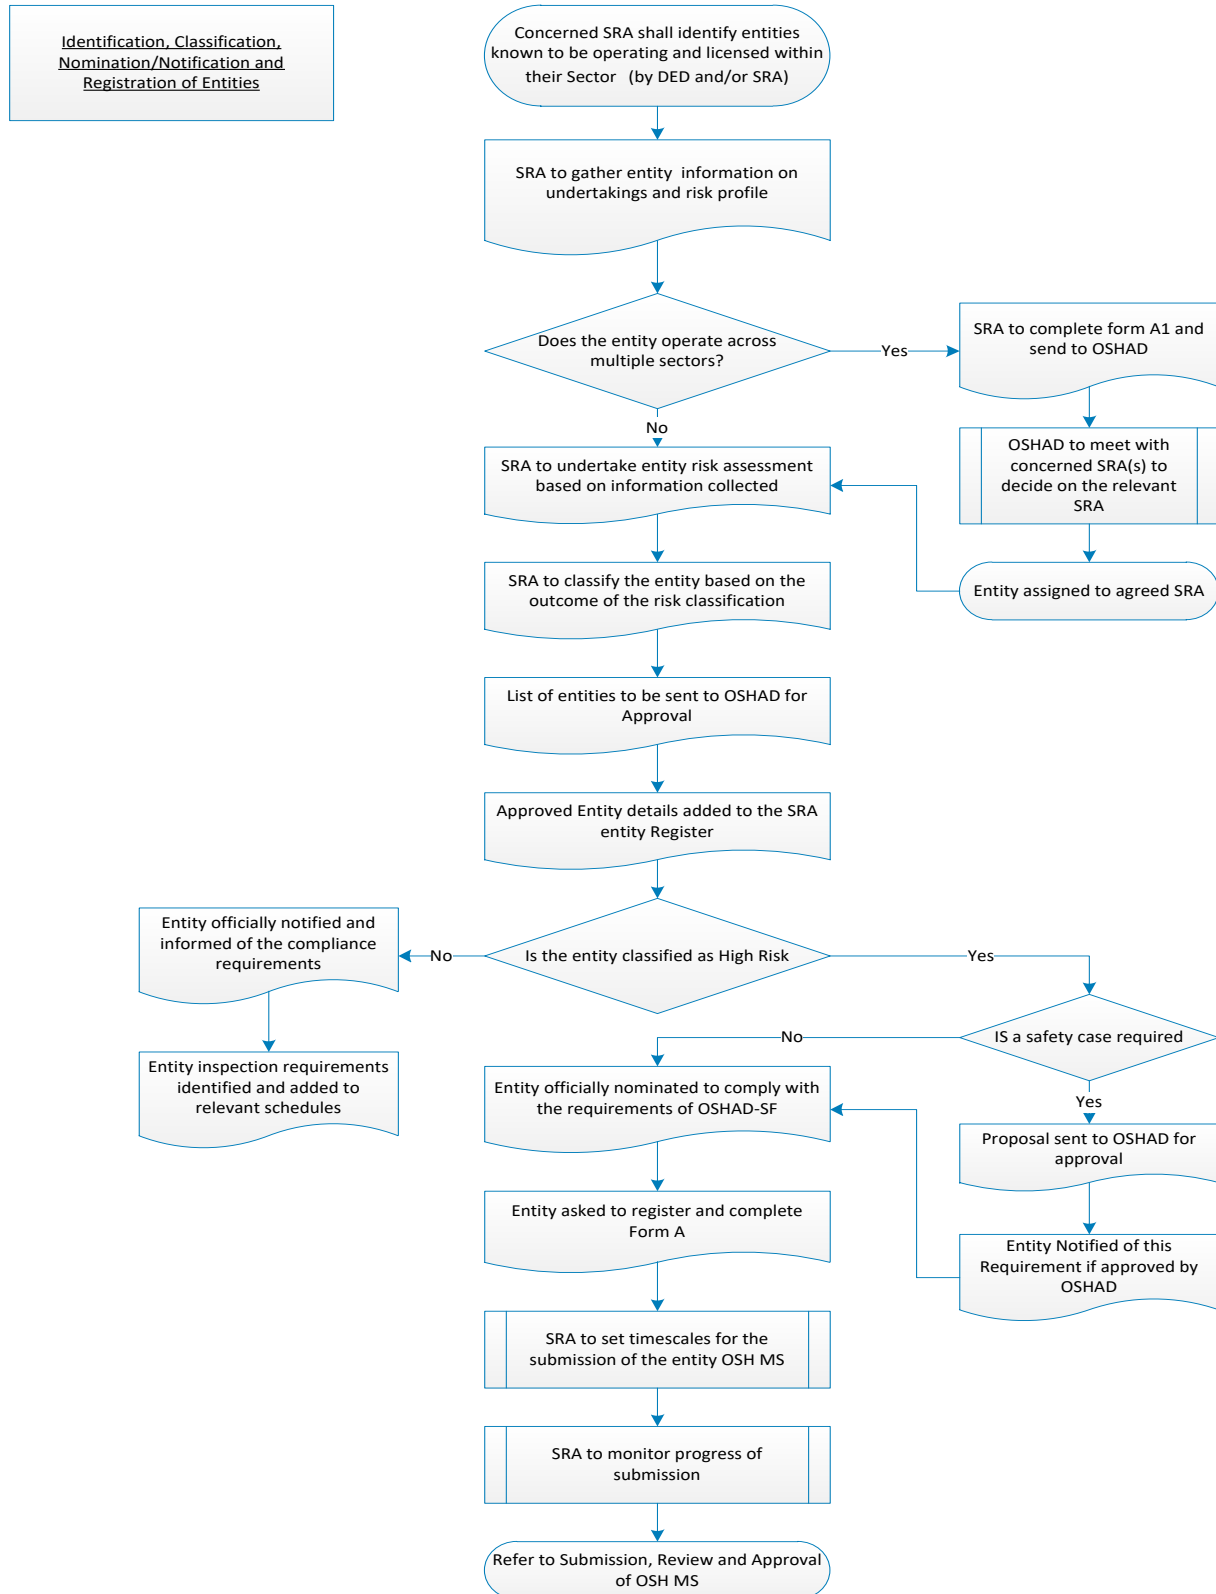 Identification, Classification,
Nomination/Notification and
Registration of Entities
Concerned SRA shall identify entities
known to be operating and licensed within
their Sector (by DED and/or SRA)
SRA to gather entity information on
undertakings and risk profile
Does the entity operate across
multiple sectors?
Yes
SRA to complete form A1 and
send to OSHAD
No
OSHAD to meet with
concerned SRA(s) to
decide on the relevant
SRA
SRA to undertake entity risk assessment
based on information collected
Entity assigned to agreed SRA
SRA to classify the entity based on the
outcome of the risk classification
List of entities to be sent to OSHAD for
Approval
Approved Entity details added to the SRA
entity Register
Is the entity classified as High Risk
No
Entity officially notified and
informed of the compliance
requirements
Entity inspection requirements
identified and added to
relevant schedules
Yes
IS a safety case required
No
Yes
Entity officially nominated to comply with
the requirements of OSHAD-SF
Proposal sent to OSHAD for
approval
Entity Notified of this
Requirement if approved by
OSHAD
Entity asked to register and complete
Form A
SRA to set timescales for the
submission of the entity OSH MS
SRA to monitor progress of
submission
Refer to Submission, Review and Approval
of OSH MS